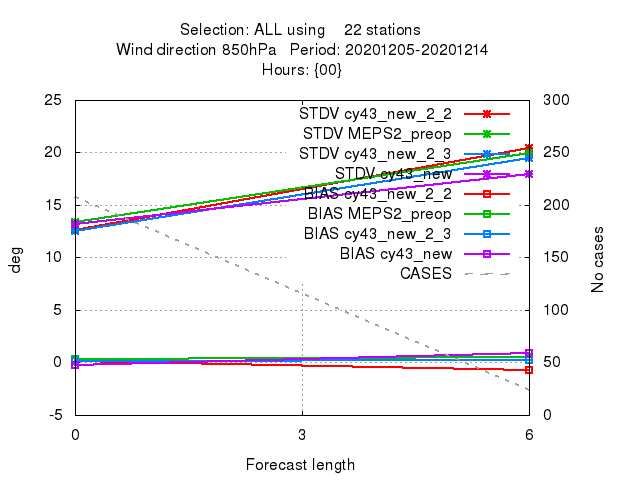 Selection: ALL using 22 stations
Wind direction 850hPa Period: 20201205-20201214
Hours: {00}
25 300
STDV cy43_new_2_2
STDV MEPS2_preop
20 250
STDV cy43_new_2_3
STDV cy43_new
BIAS cy43_new_2_2
15 200
BIAS MEPS2_preop
BIAS cy43_new_2_3
BIAS cy43_new
10 150
CASES
deg
No cases
5 100
0 50
-5 0
0 3 6
Forecast length